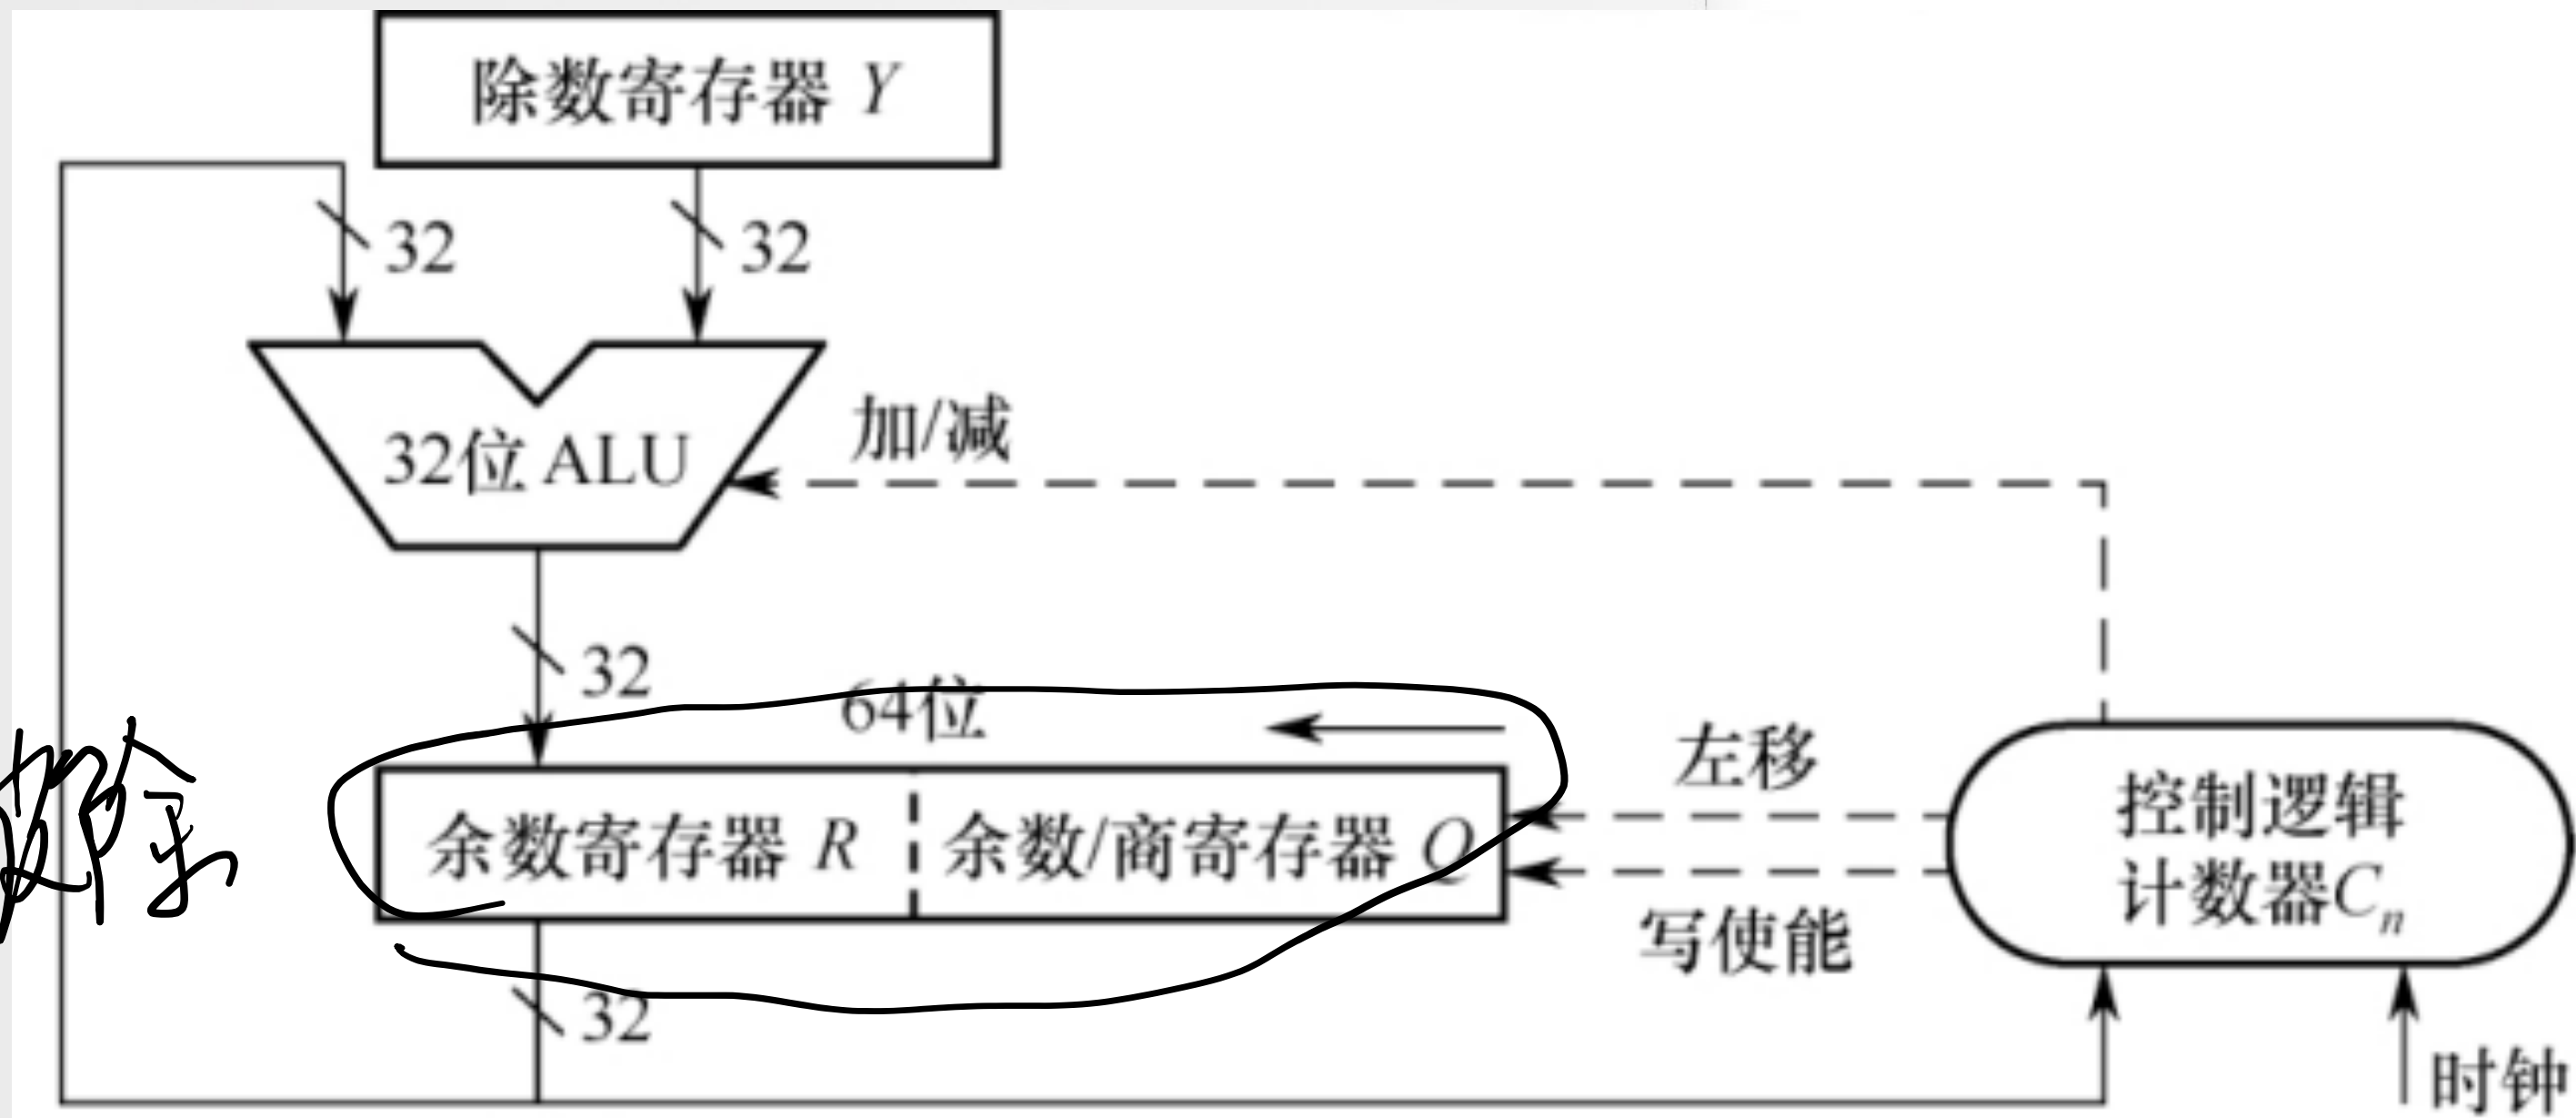 除数寄存器 Y
32
32
32位 ALU
加/减
32
64位
左移
余数寄存器 R
余数/商寄存器 Q
控制逻辑
计数器Cn
写使能
32
时钟